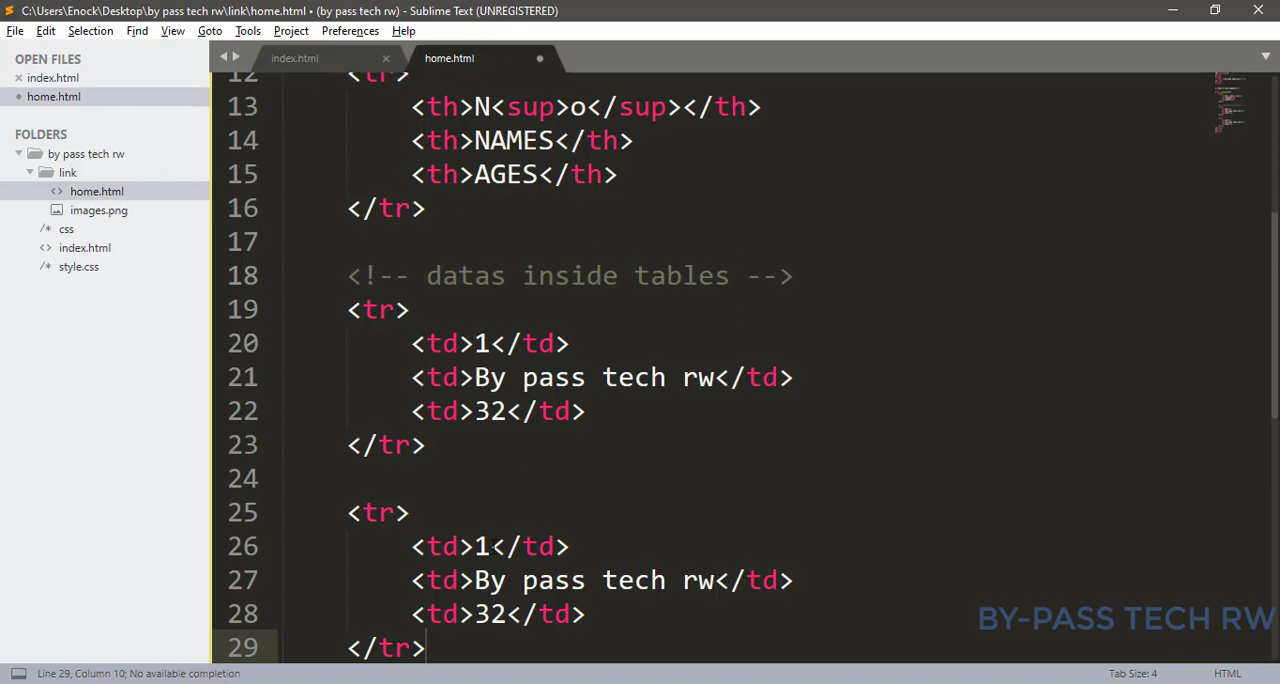 C:\Users\Enock\Desktop\by pass tech rw\link\home.html • (by pass tech rw) - Sublime Text (UNREGISTERED)
File Edit Selection Find View Goto Tools Project Preferences Help
OPEN FILES
index.html
home.html
FOLDERS
by pass tech rw
link
home.html
images.png
/* css
<> index.html
/* style.css
index.html
home.html
12 <tr>
13 <th>N<sup>o</sup></th>
14 <th>NAMES</th>
15 <th>AGES</th>
16 </tr>
17
18 <!-- datas inside tables -->
19 <tr>
20 <td>1</td>
21 <td>By pass tech rw</td>
22 <td>32</td>
23 </tr>
24
25 <tr>
26 <td>1</td>
27 <td>By pass tech rw</td>
28 <td>32</td>
29 </tr>
BY-PASS TECH RW
Line 29, Column 10; No available completion
Tab Size: 4
HTML